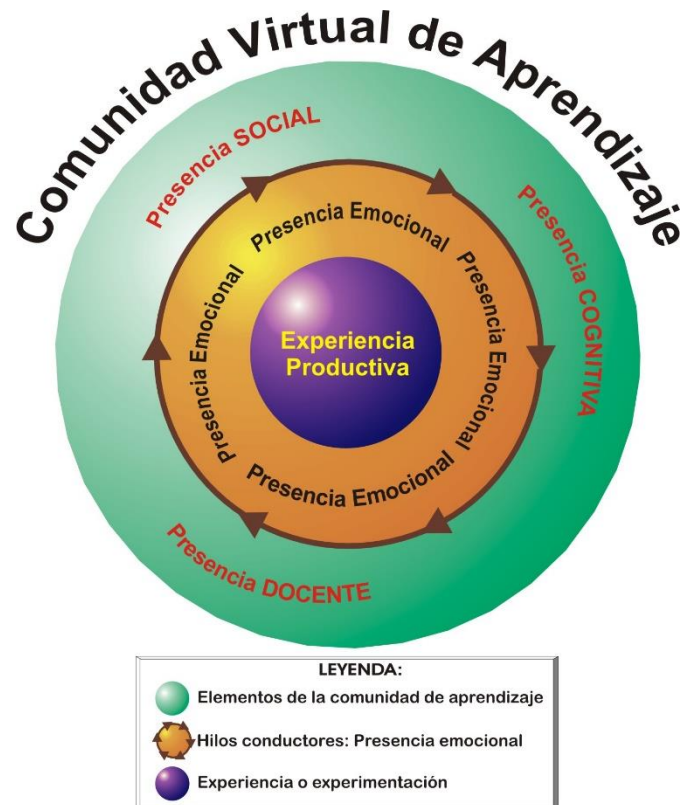 Comunidad Virtual de Aprendizaje
Presencia SOCIAL
Presencia COGNITIVA
Presencia DOCENTE
Presencia Emocional
Presencia Emocional
Presencia Emocional
Presencia Emocional
Experiencia
Productiva
LEYENDA:
Elementos de la comunidad de aprendizaje
Hilos conductores: Presencia emocional
Experiencia o experimentación